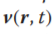 𝝂(𝒓, t)